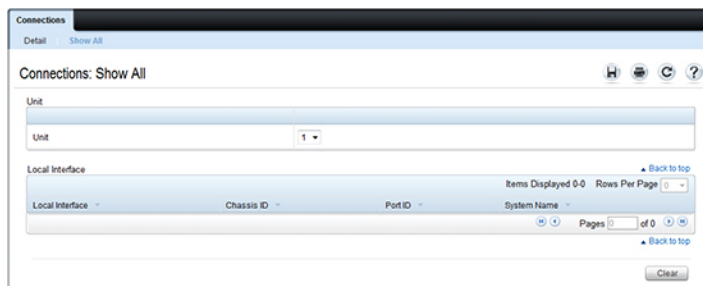 Connections
Detail Show All
Connections: Show All
?
Unit
Unit 1
Local Interface ▲ Back to top
Items Displayed 0-0 Rows Per Page 0
Local Interface Chassis ID Port ID System Name
Pages 0 of 0
▲ Back to top
Clear